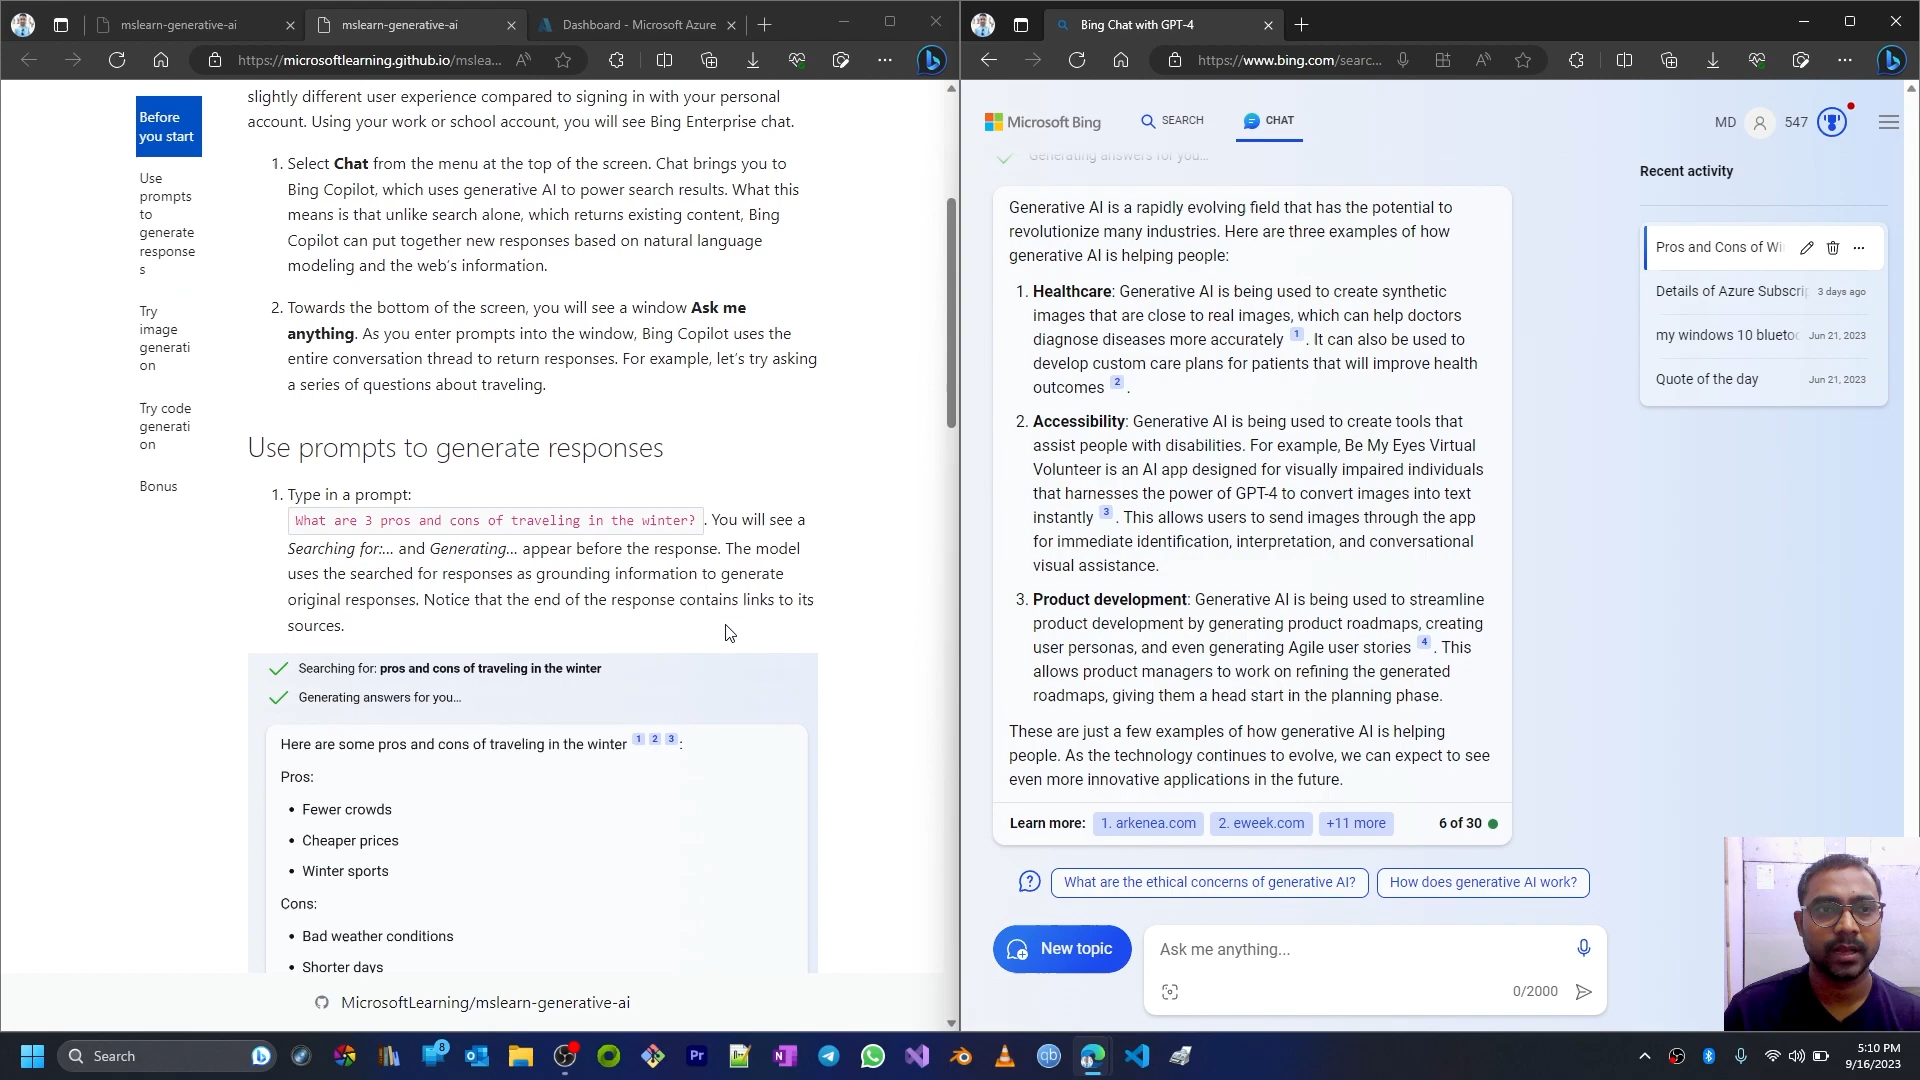 mslearn-generative-ai
mslearn-generative-ai
Dashboard - Microsoft Azure
https://microsoftlearning.github.io/mslea...
Before
you start
Use
prompts
to
generate
response
s
Try
image
generati
on
Try code
generati
on
Bonus
slightly different user experience compared to signing in with your personal
account. Using your work or school account, you will see Bing Enterprise chat.
1. Select Chat from the menu at the top of the screen. Chat brings you to
Bing Copilot, which uses generative AI to power search results. What this
means is that unlike search alone, which returns existing content, Bing
Copilot can put together new responses based on natural language
modeling and the web's information.
2. Towards the bottom of the screen, you will see a window Ask me
anything. As you enter prompts into the window, Bing Copilot uses the
entire conversation thread to return responses. For example, let's try asking
a series of questions about traveling.
Use prompts to generate responses
1. Type in a prompt:
What are 3 pros and cons of traveling in the winter? . You will see a
Searching for:... and Generating... appear before the response. The model
uses the searched for responses as grounding information to generate
original responses. Notice that the end of the response contains links to its
sources.
Searching for: pros and cons of traveling in the winter
Generating answers for you...
Here are some pros and cons of traveling in the winter 1 2 3 :
Pros:
• Fewer crowds
• Cheaper prices
• Winter sports
Cons:
• Bad weather conditions
• Shorter days
MicrosoftLearning/mslearn-generative-ai
Bing Chat with GPT-4
https://www.bing.com/searc...
Microsoft Bing
SEARCH
CHAT
MD
547
Generating answers for you...
Generative AI is a rapidly evolving field that has the potential to
revolutionize many industries. Here are three examples of how
generative AI is helping people:
1. Healthcare: Generative AI is being used to create synthetic
images that are close to real images, which can help doctors
diagnose diseases more accurately 1 . It can also be used to
develop custom care plans for patients that will improve health
outcomes 2 .
2. Accessibility: Generative AI is being used to create tools that
assist people with disabilities. For example, Be My Eyes Virtual
Volunteer is an AI app designed for visually impaired individuals
that harnesses the power of GPT-4 to convert images into text
instantly 3 . This allows users to send images through the app
for immediate identification, interpretation, and conversational
visual assistance.
3. Product development: Generative AI is being used to streamline
product development by generating product roadmaps, creating
user personas, and even generating Agile user stories 4 . This
allows product managers to work on refining the generated
roadmaps, giving them a head start in the planning phase.
These are just a few examples of how generative AI is helping
people. As the technology continues to evolve, we can expect to see
even more innovative applications in the future.
Learn more: 1. arkenea.com 2. eweek.com +11 more 6 of 30
What are the ethical concerns of generative AI?
How does generative AI work?
New topic
Ask me anything...
0/2000
Recent activity
Pros and Cons of Wi
Details of Azure Subscrip 3 days ago
my windows 10 blueto Jun 21, 2023
Quote of the day Jun 21, 2023
Search
8
Pr
N
qb
5:10 PM
9/16/2023